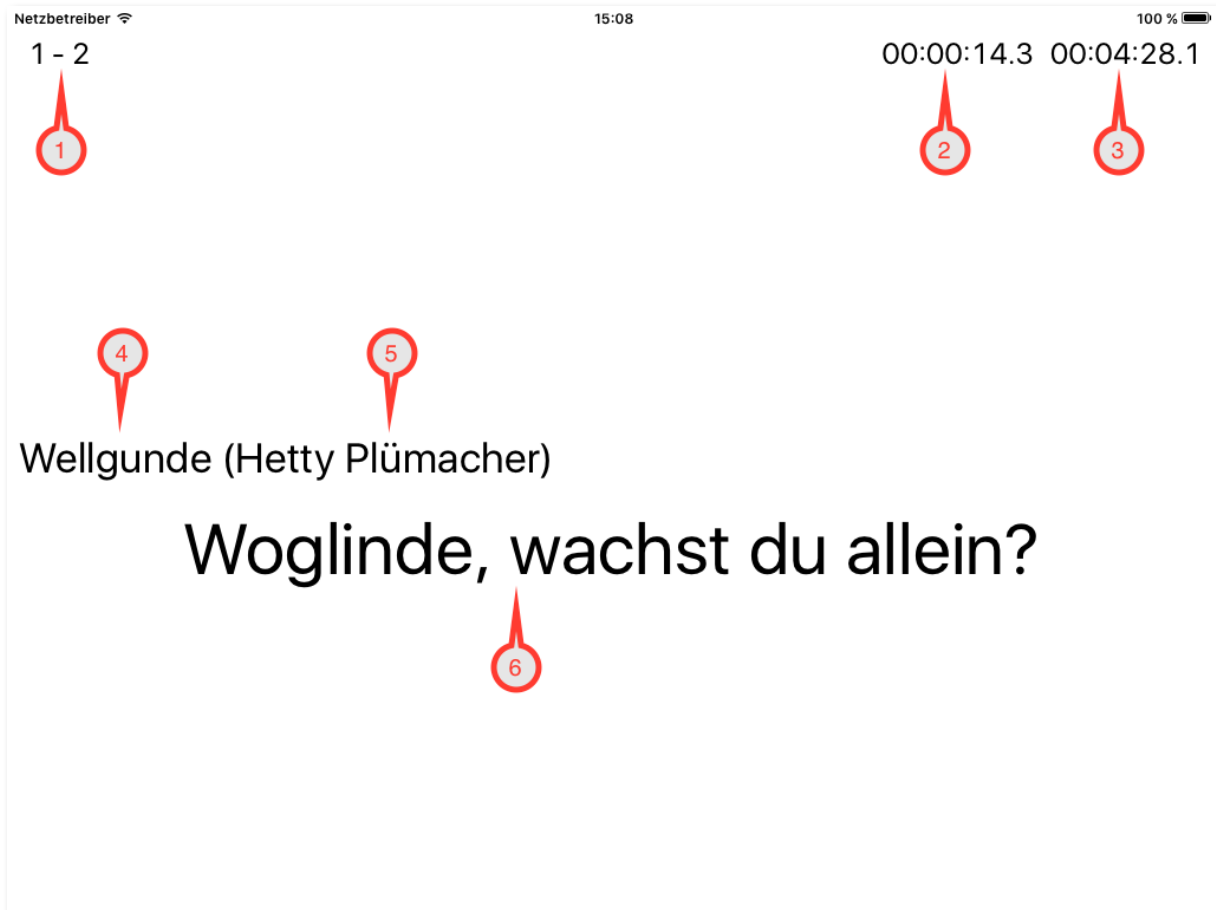 Netzbetreiber 15:08 100 %
1 - 2 00:00:14.3 00:04:28.1
1 2 3
4 5
Wellgunde (Hetty Plümacher)
Woglinde, wachst du allein?
6